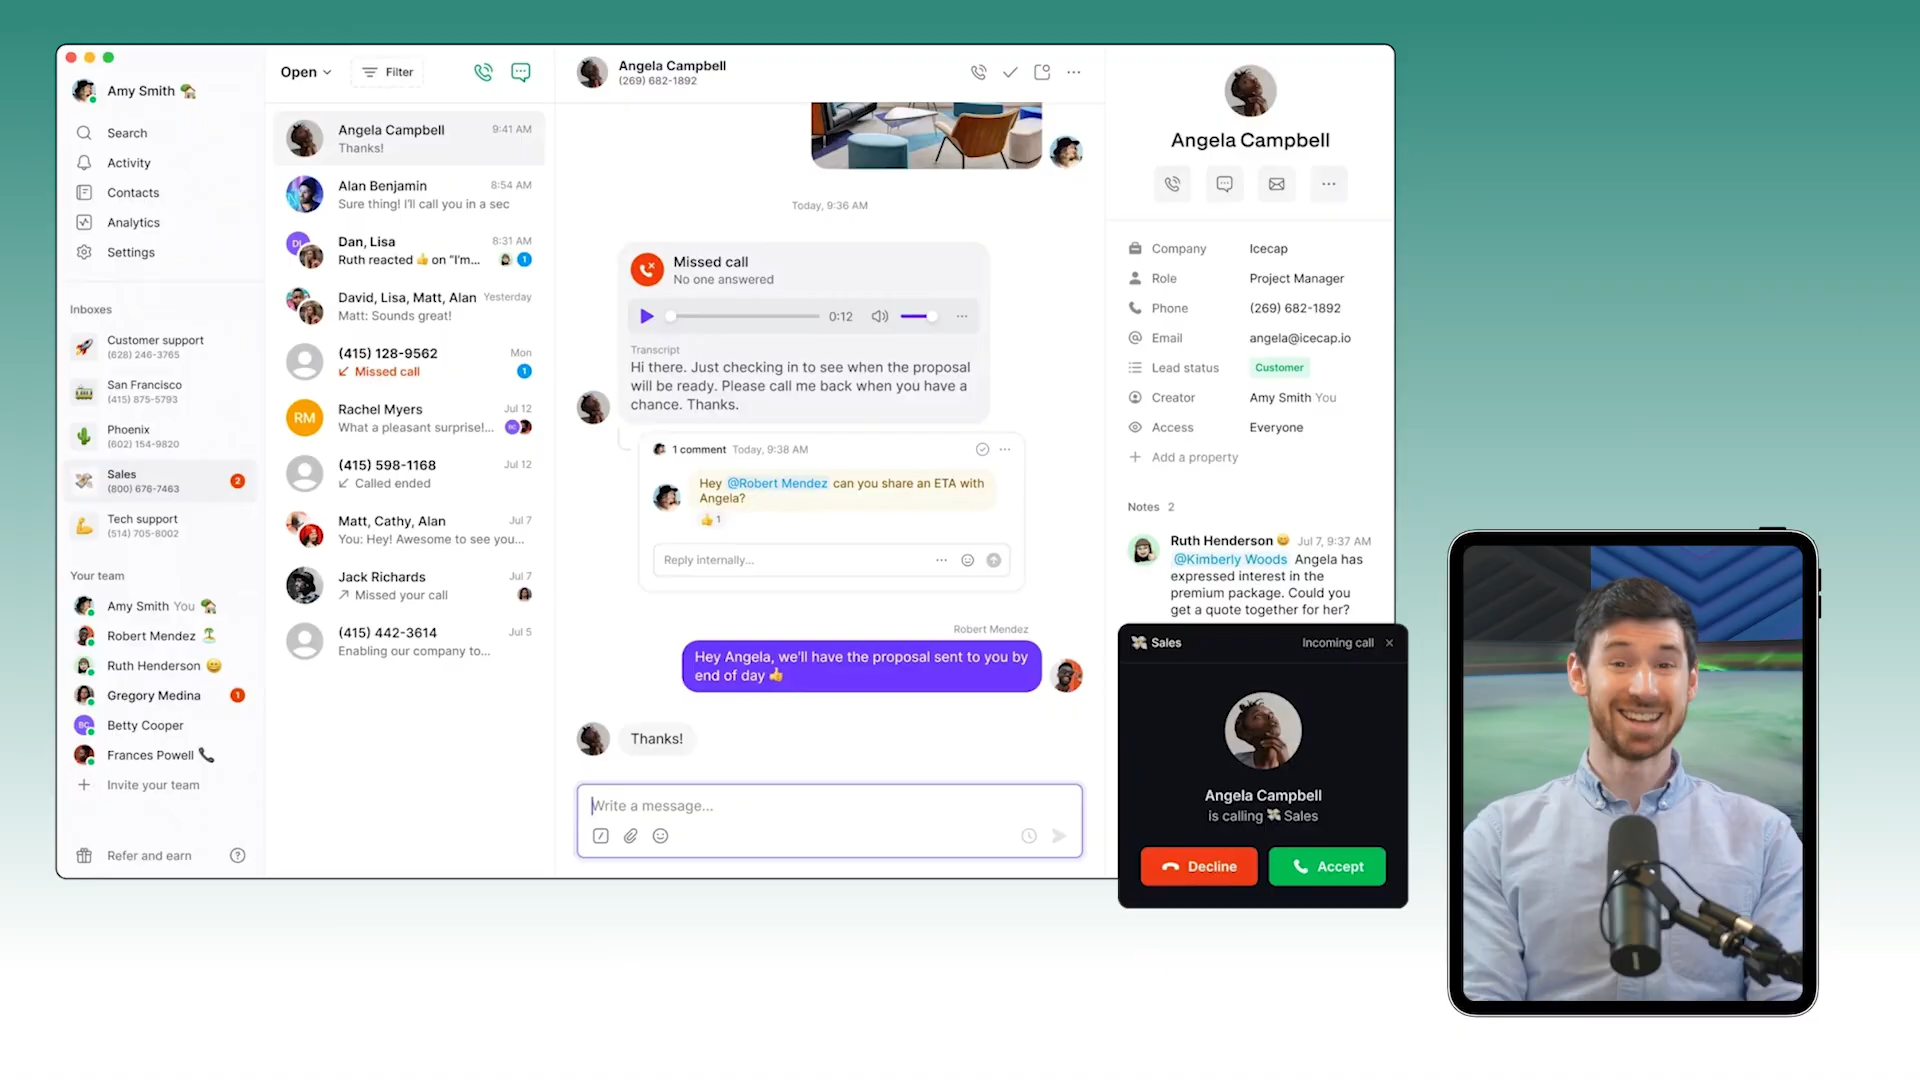 Amy Smith 🏡
Search
Activity
Contacts
Analytics
Settings
Inboxes
Customer support
(628) 246-3765
San Francisco
(415) 875-5793
Phoenix
(602) 154-9820
Sales
(800) 676-7463
2
Tech support
(514) 705-8002
Your team
Amy Smith You 🏡
Robert Mendez 🏝️
Ruth Henderson 😄
Gregory Medina
1
BC Betty Cooper
Frances Powell 📞
Invite your team
Refer and earn
Open
Filter
Angela Campbell 9:41 AM
Thanks!
Alan Benjamin 8:54 AM
Sure thing! I'll call you in a sec
DL
Dan, Lisa 8:31 AM
Ruth reacted 👍 on "I'm... 1
David, Lisa, Matt, Alan Yesterday
Matt: Sounds great!
(415) 128-9562 Mon
Missed call 1
RM
Rachel Myers Jul 12
What a pleasant surprise!... BC
(415) 598-1168 Jul 12
Called ended
Matt, Cathy, Alan Jul 7
You: Hey! Awesome to see you...
Jack Richards Jul 7
Missed your call
(415) 442-3614 Jul 5
Enabling our company to...
Angela Campbell
(269) 682-1892
Today, 9:36 AM
Missed call
No one answered
0:12
Transcript
Hi there. Just checking in to see when the proposal
will be ready. Please call me back when you have a
chance. Thanks.
1 comment Today, 9:38 AM
Hey @Robert Mendez can you share an ETA with
Angela?
👍 1
Reply internally...
Robert Mendez
Hey Angela, we'll have the proposal sent to you by
end of day 👍
Thanks!
Write a message...
Angela Campbell
Company Icecap
Role Project Manager
Phone (269) 682-1892
Email angela@icecap.io
Lead status Customer
Creator Amy Smith You
Access Everyone
Add a property
Notes 2
Ruth Henderson 😄 Jul 7, 9:37 AM
@Kimberly Woods Angela has
expressed interest in the
premium package. Could you
get a quote together for her?
💸 Sales Incoming call
Angela Campbell
is calling 💸 Sales
Decline Accept